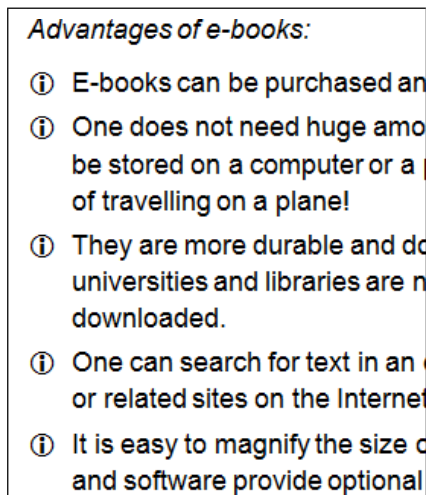 Advantages of e-books:
ⓘ E-books can be purchased an
ⓘ One does not need huge amo
be stored on a computer or a
of travelling on a plane!
ⓘ They are more durable and do
universities and libraries are n
downloaded.
ⓘ One can search for text in an
or related sites on the Internet
ⓘ It is easy to magnify the size o
and software provide optional